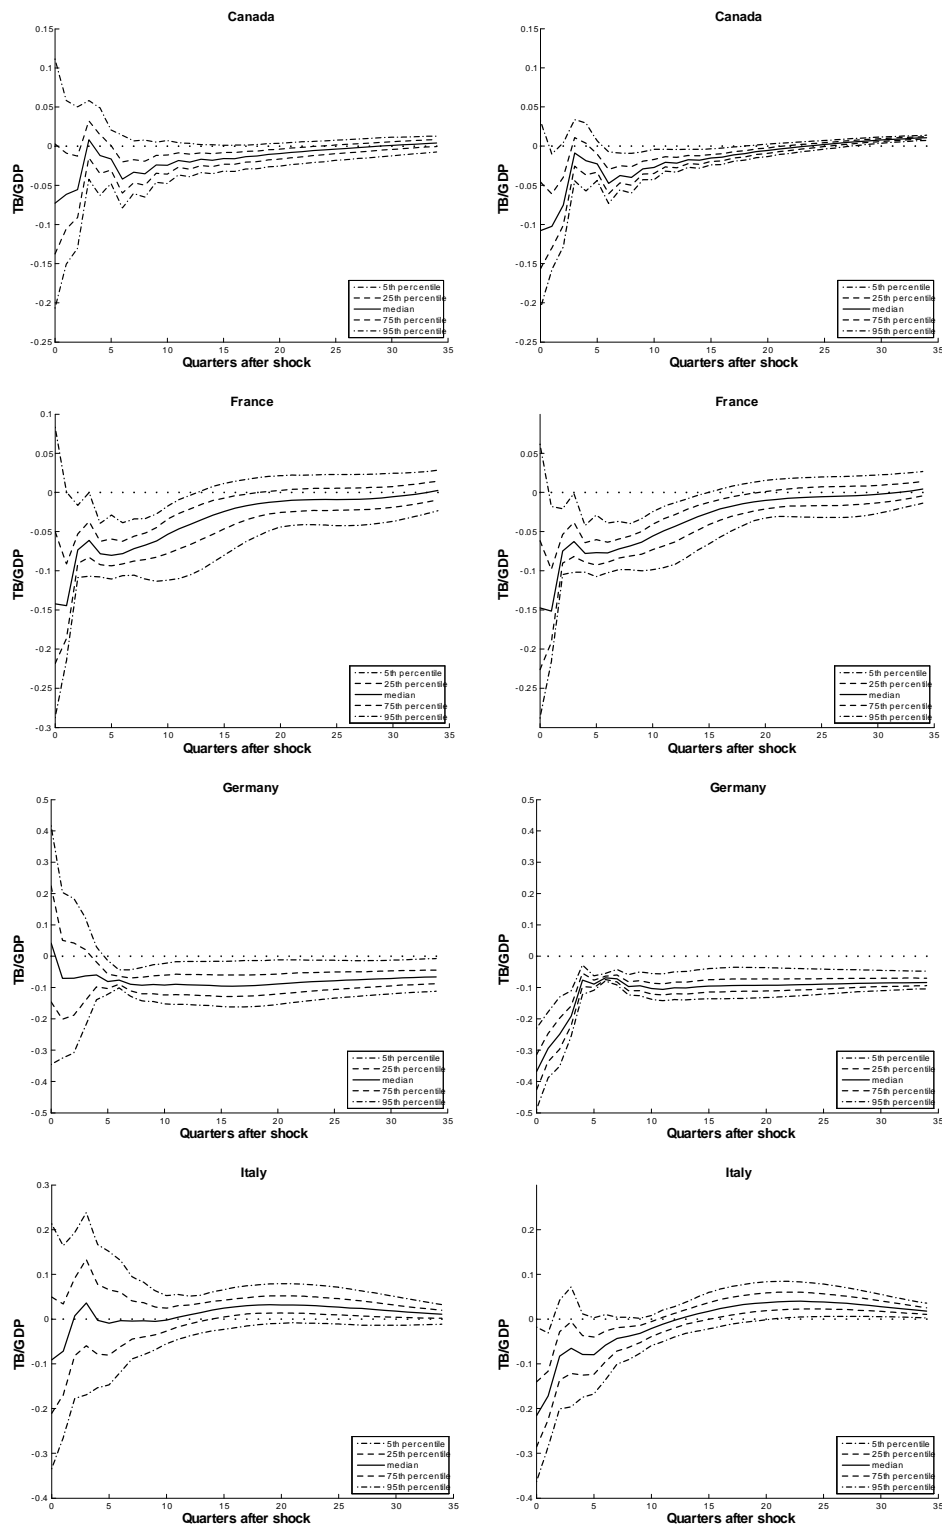 Canada
TB/GDP
0.15
0.1
0.05
0
-0.05
-0.1
-0.15
-0.2
-0.25
5th percentile
25th percentile
median
75th percentile
95th percentile
0 5 10 15 20 25 30 35
Quarters after shock
Canada
TB/GDP
0.15
0.1
0.05
0
-0.05
-0.1
-0.15
-0.2
-0.25
5th percentile
25th percentile
median
75th percentile
95th percentile
0 5 10 15 20 25 30 35
Quarters after shock
France
TB/GDP
0.1
0.05
0
-0.05
-0.1
-0.15
-0.2
-0.25
-0.3
5th percentile
25th percentile
median
75th percentile
95th percentile
0 5 10 15 20 25 30 35
Quarters after shock
France
TB/GDP
0.05
0
-0.05
-0.1
-0.15
-0.2
-0.25
5th percentile
25th percentile
median
75th percentile
95th percentile
0 5 10 15 20 25 30 35
Quarters after shock
Germany
TB/GDP
0.5
0.4
0.3
0.2
0.1
0
-0.1
-0.2
-0.3
-0.4
-0.5
5th percentile
25th percentile
median
75th percentile
95th percentile
0 5 10 15 20 25 30 35
Quarters after shock
Germany
TB/GDP
0.5
0.4
0.3
0.2
0.1
0
-0.1
-0.2
-0.3
-0.4
-0.5
5th percentile
25th percentile
median
75th percentile
95th percentile
0 5 10 15 20 25 30 35
Quarters after shock
Italy
TB/GDP
0.3
0.2
0.1
0
-0.1
-0.2
-0.3
-0.4
5th percentile
25th percentile
median
75th percentile
95th percentile
0 5 10 15 20 25 30 35
Quarters after shock
Italy
TB/GDP
0.2
0.1
0
-0.1
-0.2
-0.3
-0.4
5th percentile
25th percentile
median
75th percentile
95th percentile
0 5 10 15 20 25 30 35
Quarters after shock